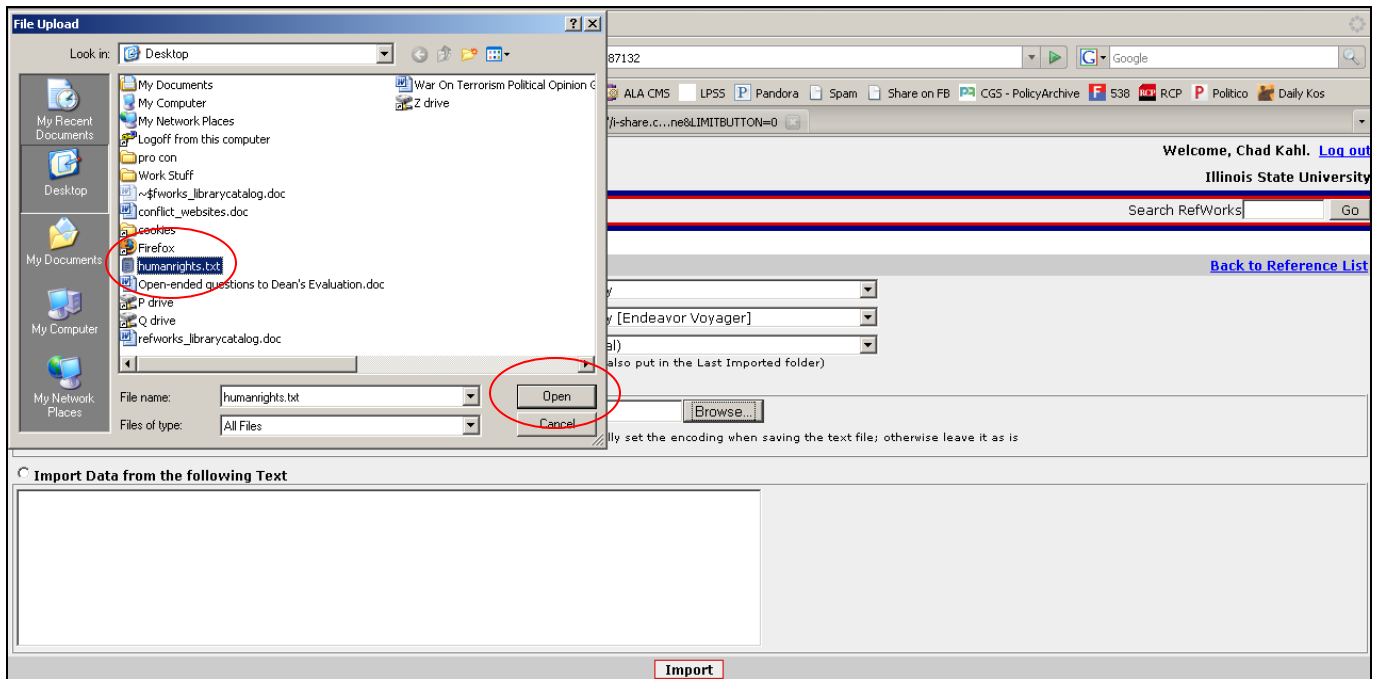 File Upload
Look in: Desktop
My Recent
Documents
Desktop
My Documents
My Computer
My Network
Places
My Documents
My Computer
My Network Places
Logoff from this computer
pro con
Work Stuff
~$fworks_librarycatalog.doc
conflict_websites.doc
cookies
Firefox
humanrights.txt
Open-ended questions to Dean's Evaluation.doc
P drive
Q drive
refworks_librarycatalog.doc
War On Terrorism Political Opinion
Z drive
File name: humanrights.txt Open
Files of type: All Files Cancel
87132 G Google
ALA CMS LPSS P Pandora Spam Share on FB CGS - PolicyArchive F 538 RCP RCP P Politico Daily Kos
/i-share.c...ne&LIMITBUTTON=0
Welcome, Chad Kahl. Log out
Illinois State University
Search RefWorks Go
Back to Reference List
y
y [Endeavor Voyager]
al)
also put in the Last Imported folder)
Browse...
lly set the encoding when saving the text file; otherwise leave it as is
Import Data from the following Text
Import